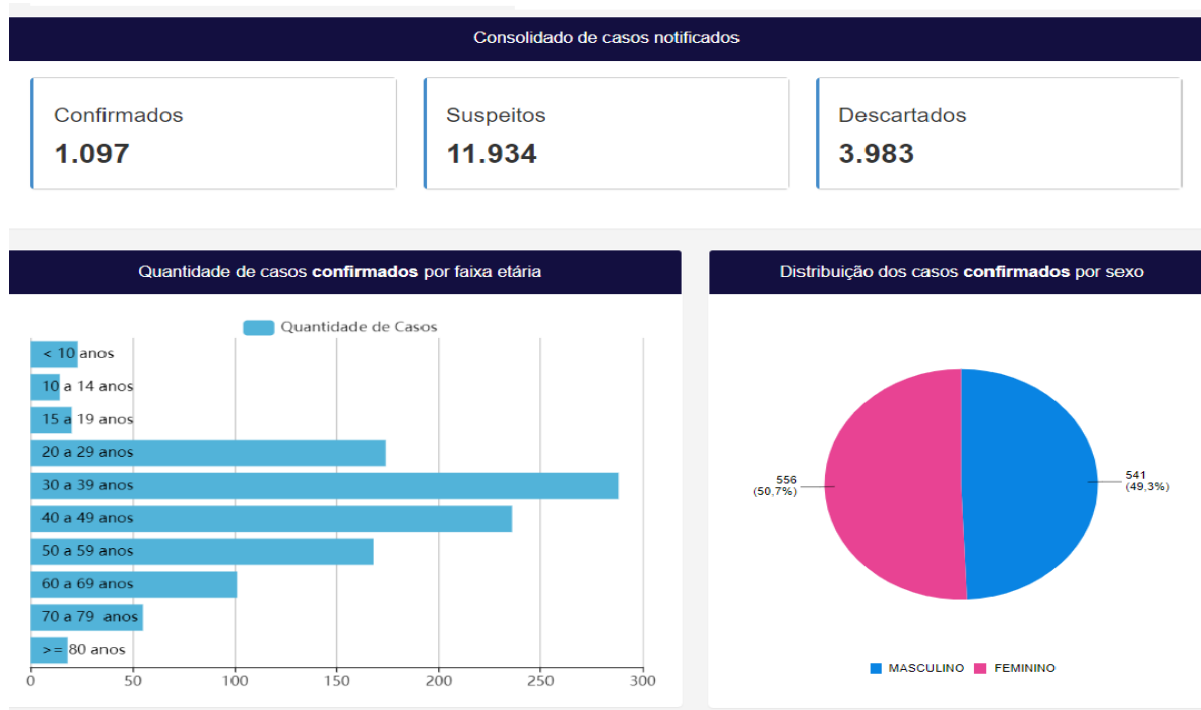 Consolidado de casos notificados
Confirmados
1.097
Suspeitos
11.934
Descartados
3.983
Quantidade de casos confirmados por faixa etária
Quantidade de Casos
< 10 anos
10 a 14 anos
15 a 19 anos
20 a 29 anos
30 a 39 anos
40 a 49 anos
50 a 59 anos
60 a 69 anos
70 a 79 anos
>= 80 anos
0 50 100 150 200 250 300
Distribuição dos casos confirmados por sexo
556
(50,7%)
541
(49,3%)
MASCULINO FEMININO